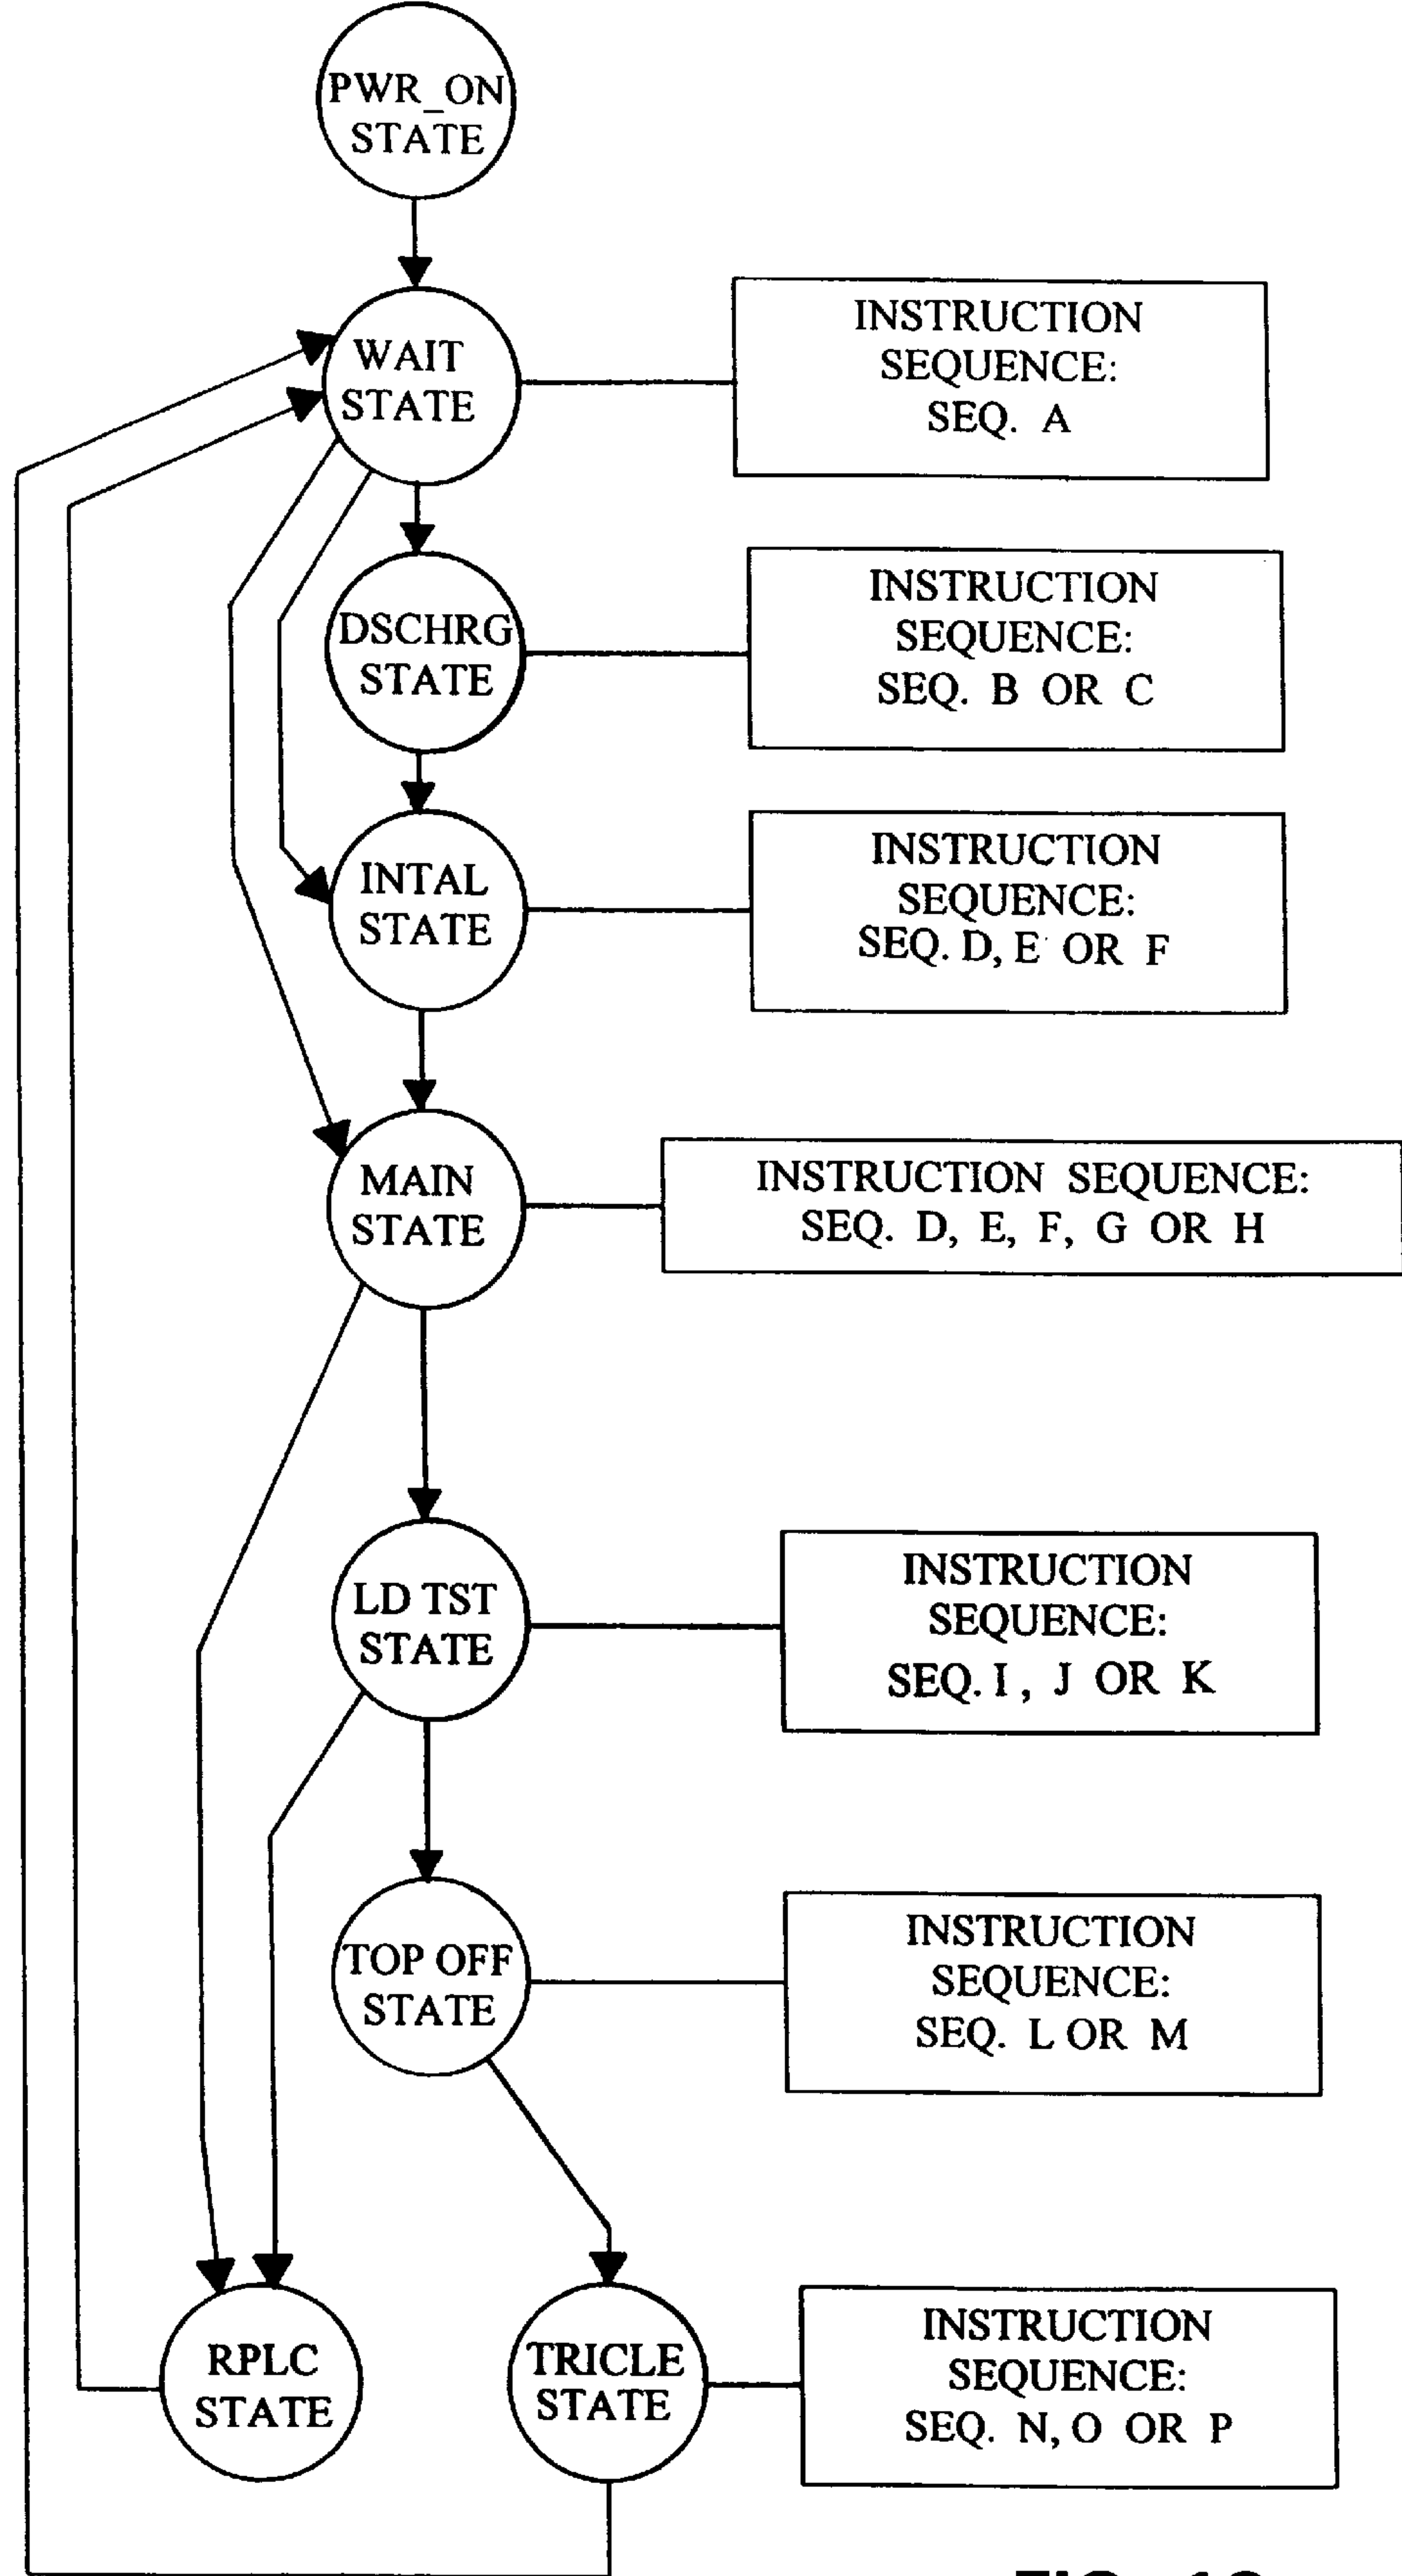 PWR_ON
STATE
WAIT
STATE
INSTRUCTION
SEQUENCE:
SEQ. A
DSCHRG
STATE
INSTRUCTION
SEQUENCE:
SEQ. B OR C
INTAL
STATE
INSTRUCTION
SEQUENCE:
SEQ. D, E OR F
MAIN
STATE
INSTRUCTION SEQUENCE:
SEQ. D, E, F, G OR H
LD TST
STATE
INSTRUCTION
SEQUENCE:
SEQ. I , J OR K
TOP OFF
STATE
INSTRUCTION
SEQUENCE:
SEQ. L OR M
RPLC
STATE
TRICLE
STATE
INSTRUCTION
SEQUENCE:
SEQ. N, O OR P